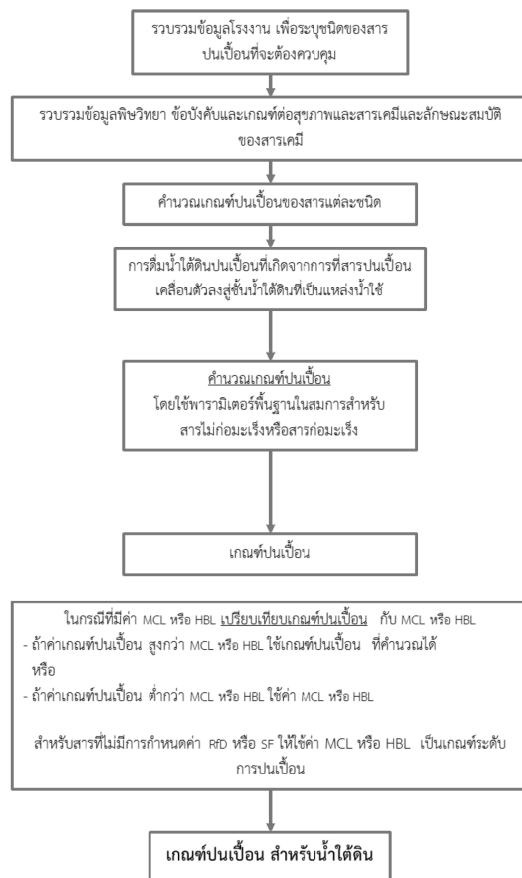 รวบรวมข้อมูลโรงงาน เพื่อระบุชนิดของสาร
ปนเปื้อนที่จะต้องควบคุม
รวบรวมข้อมูลพิษวิทยา ข้อบังคับและเกณฑ์ต่อสุขภาพและสารเคมีและลักษณะสมบัติ
ของสารเคมี
คำนวณเกณฑ์ปนเปื้อนของสารแต่ละชนิด
การดื่มน้ำใต้ดินปนเปื้อนที่เกิดจากการที่สารปนเปื้อน
เคลื่อนตัวลงสู่ชั้นน้ำใต้ดินที่เป็นแหล่งน้ำใช้
คำนวณเกณฑ์ปนเปื้อน
โดยใช้พารามิเตอร์พื้นฐานในสมการสำหรับ
สารไม่ก่อมะเร็งหรือสารก่อมะเร็ง
เกณฑ์ปนเปื้อน
ในกรณีที่มีค่า MCL หรือ HBL เปรียบเทียบเกณฑ์ปนเปื้อน กับ MCL หรือ HBL
- ถ้าค่าเกณฑ์ปนเปื้อน สูงกว่า MCL หรือ HBL ใช้เกณฑ์ปนเปื้อน ที่คำนวณได้
หรือ
- ถ้าค่าเกณฑ์ปนเปื้อน ต่ำกว่า MCL หรือ HBL ใช้ค่า MCL หรือ HBL
สำหรับสารที่ไม่มีการกำหนดค่า RfD หรือ SF ให้ใช้ค่า MCL หรือ HBL เป็นเกณฑ์ระดับ
การปนเปื้อน
เกณฑ์ปนเปื้อน สำหรับน้ำใต้ดิน